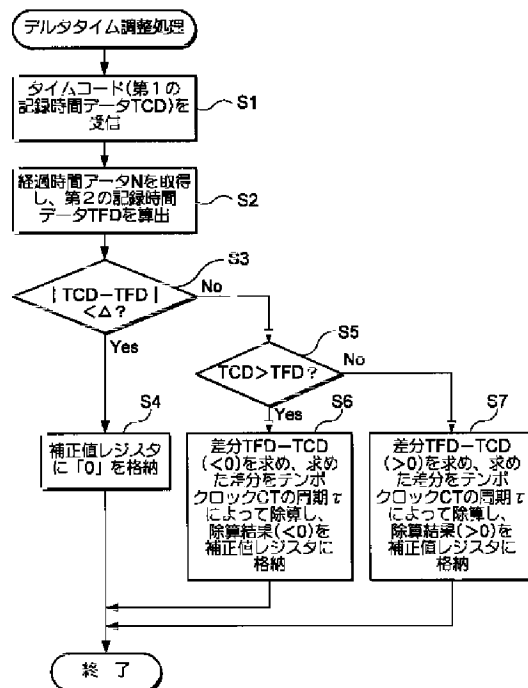 デルタタイム調整処理
タイムコード(第1の
記録時間データTCD)を
受信
S1
経過時間データNを取得
し、第2の記録時間
データTFDを算出
S2
S3
|TCD−TFD|
<Δ?
No
Yes
S5
TCD>TFD?
No
Yes
S4
補正値レジスタ
に「0」を格納
S6
差分TFD−TCD
(<0)を求め、求め
た差分をテンポ
クロックCTの周期τ
によって除算し、
除算結果(<0)を
補正値レジスタに
格納
S7
差分TFD−TCD
(>0)を求め、求め
た差分をテンポ
クロックCTの周期τ
によって除算し、
除算結果(>0)を
補正値レジスタに
格納
終 了